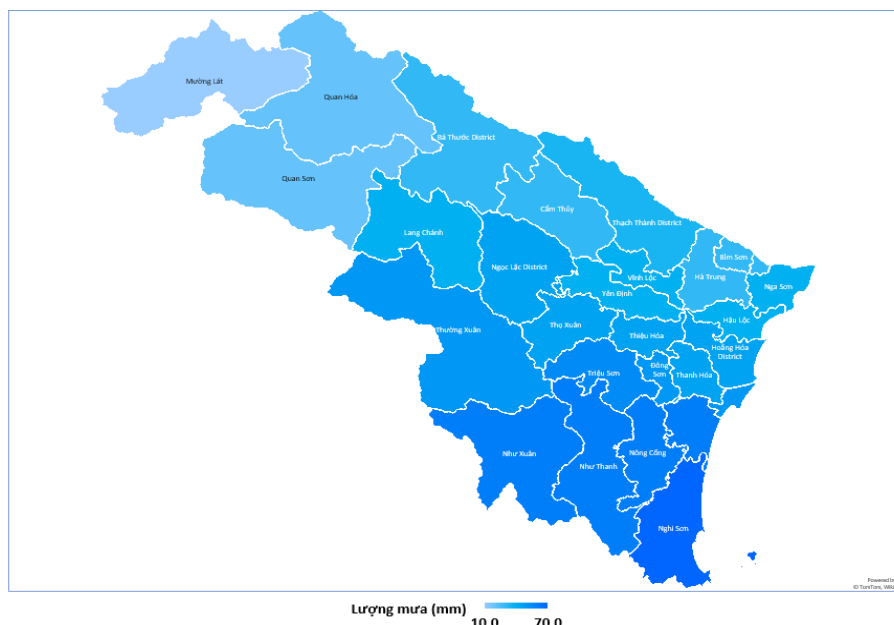 Mường Lát
Quan Hóa
Bá Thước District
Quan Sơn
Cẩm Thủy
Thạch Thành District
Lang Chánh
Bỉm Sơn
Ngọc Lặc District
Vĩnh Lộc
Hà Trung
Nga Sơn
Yên Định
Hậu Lộc
Thường Xuân
Thọ Xuân
Thiệu Hóa
Hoằng Hóa
District
Triệu Sơn
Đông
Sơn
Thanh Hóa
Như Xuân
Nông Cống
Như Thanh
Nghi Sơn
Powered b
© TomTom, Wiki
Lượng mưa (mm)
10.0 70.0